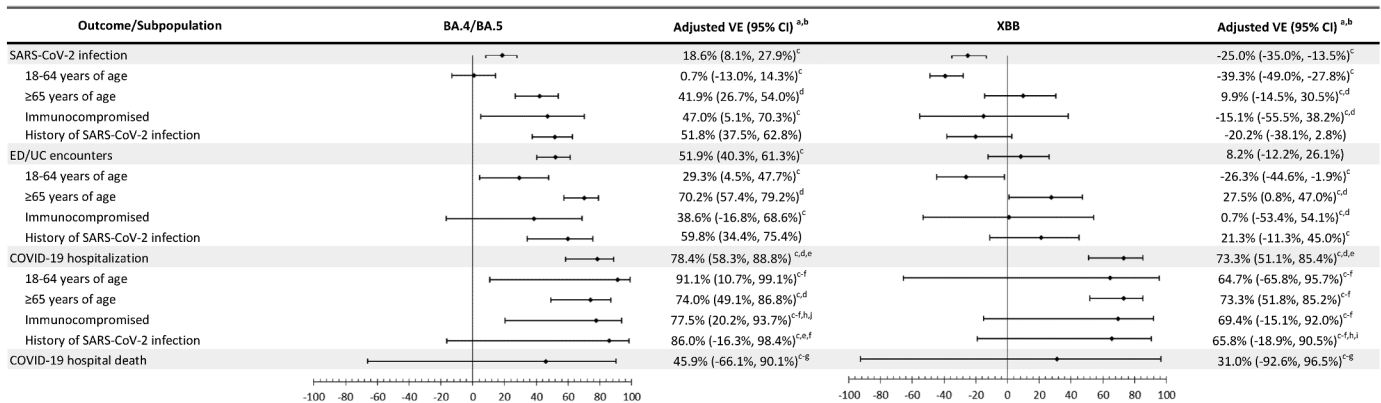 Outcome/Subpopulation BA.4/BA.5 Adjusted VE (95% CI) a,b XBB Adjusted VE (95% CI) a,b
SARS-CoV-2 infection 18.6% (8.1%, 27.9%)c -25.0% (-35.0%, -13.5%)c
18-64 years of age 0.7% (-13.0%, 14.3%)c -39.3% (-49.0%, -27.8%)c
≥65 years of age 41.9% (26.7%, 54.0%)d 9.9% (-14.5%, 30.5%)c,d
Immunocompromised 47.0% (5.1%, 70.3%)c -15.1% (-55.5%, 38.2%)c,d
History of SARS-CoV-2 infection 51.8% (37.5%, 62.8%) -20.2% (-38.1%, 2.8%)
ED/UC encounters 51.9% (40.3%, 61.3%)c 8.2% (-12.2%, 26.1%)
18-64 years of age 29.3% (4.5%, 47.7%)c -26.3% (-44.6%, -1.9%)c
≥65 years of age 70.2% (57.4%, 79.2%)d 27.5% (0.8%, 47.0%)c,d
Immunocompromised 38.6% (-16.8%, 68.6%)c 0.7% (-53.4%, 54.1%)c,d
History of SARS-CoV-2 infection 59.8% (34.4%, 75.4%) 21.3% (-11.3%, 45.0%)c
COVID-19 hospitalization 78.4% (58.3%, 88.8%)c,d,e 73.3% (51.1%, 85.4%)c,d,e
18-64 years of age 91.1% (10.7%, 99.1%)c-f 64.7% (-65.8%, 95.7%)c-f
≥65 years of age 74.0% (49.1%, 86.8%)c,d 73.3% (51.8%, 85.2%)c-f
Immunocompromised 77.5% (20.2%, 93.7%)c-f,h,j 69.4% (-15.1%, 92.0%)c-f
History of SARS-CoV-2 infection 86.0% (-16.3%, 98.4%)c,e,f 65.8% (-18.9%, 90.5%)c-f,h,i
COVID-19 hospital death 45.9% (-66.1%, 90.1%)c-g 31.0% (-92.6%, 96.5%)c-g
-100 -80 -60 -40 -20 0 20 40 60 80 100 -100 -80 -60 -40 -20 0 20 40 60 80 100